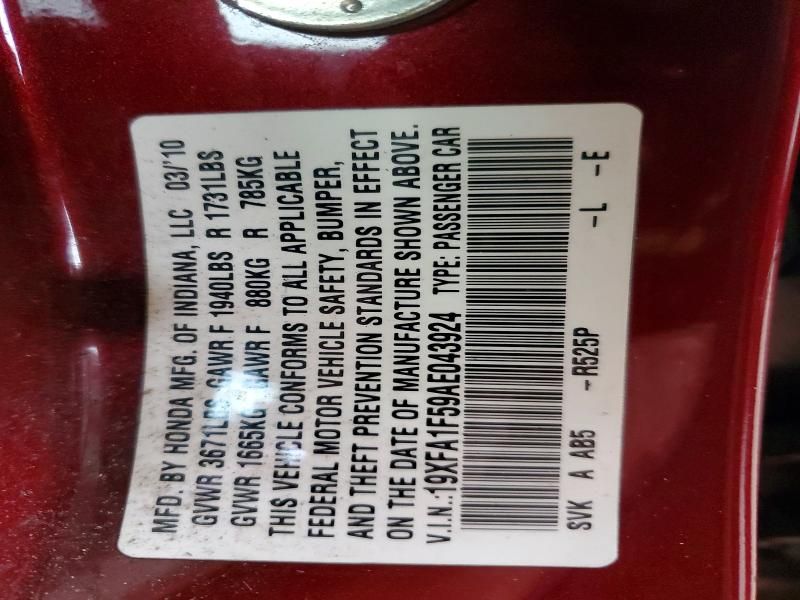 MFD. BY HONDA MFG. OF INDIANA, LLC 03/'10
GVWR 3671LBS GAWR F 1940LBS R 1731LBS
GVWR 1665KG GAWR F 880KG R 785KG
THIS VEHICLE CONFORMS TO ALL APPLICABLE
FEDERAL MOTOR VEHICLE SAFETY, BUMPER,
AND THEFT PREVENTION STANDARDS IN EFFECT
ON THE DATE OF MANUFACTURE SHOWN ABOVE.
V.I.N.:19XFA1F59AE043924 TYPE: PASSENGER CAR
SVK A AB5 -R525P -L -E